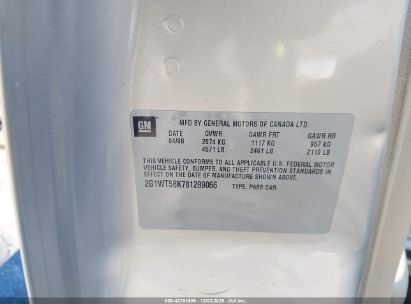 GM
MFD BY GENERAL MOTORS OF CANADA LTD.
DATE GVWR GAWR FRT GAWR RR
04/08 2074 KG 1117 KG 957 KG
4571 LB 2461 LB 2110 LB
THIS VEHICLE CONFORMS TO ALL APPLICABLE U.S. FEDERAL MOTOR
VEHICLE SAFETY, BUMPER, AND THEFT PREVENTION STANDARDS
IN EFFECT ON THE DATE OF MANUFACTURE SHOWN ABOVE.
2G1WT58K781289066 TYPE: PASS CAR